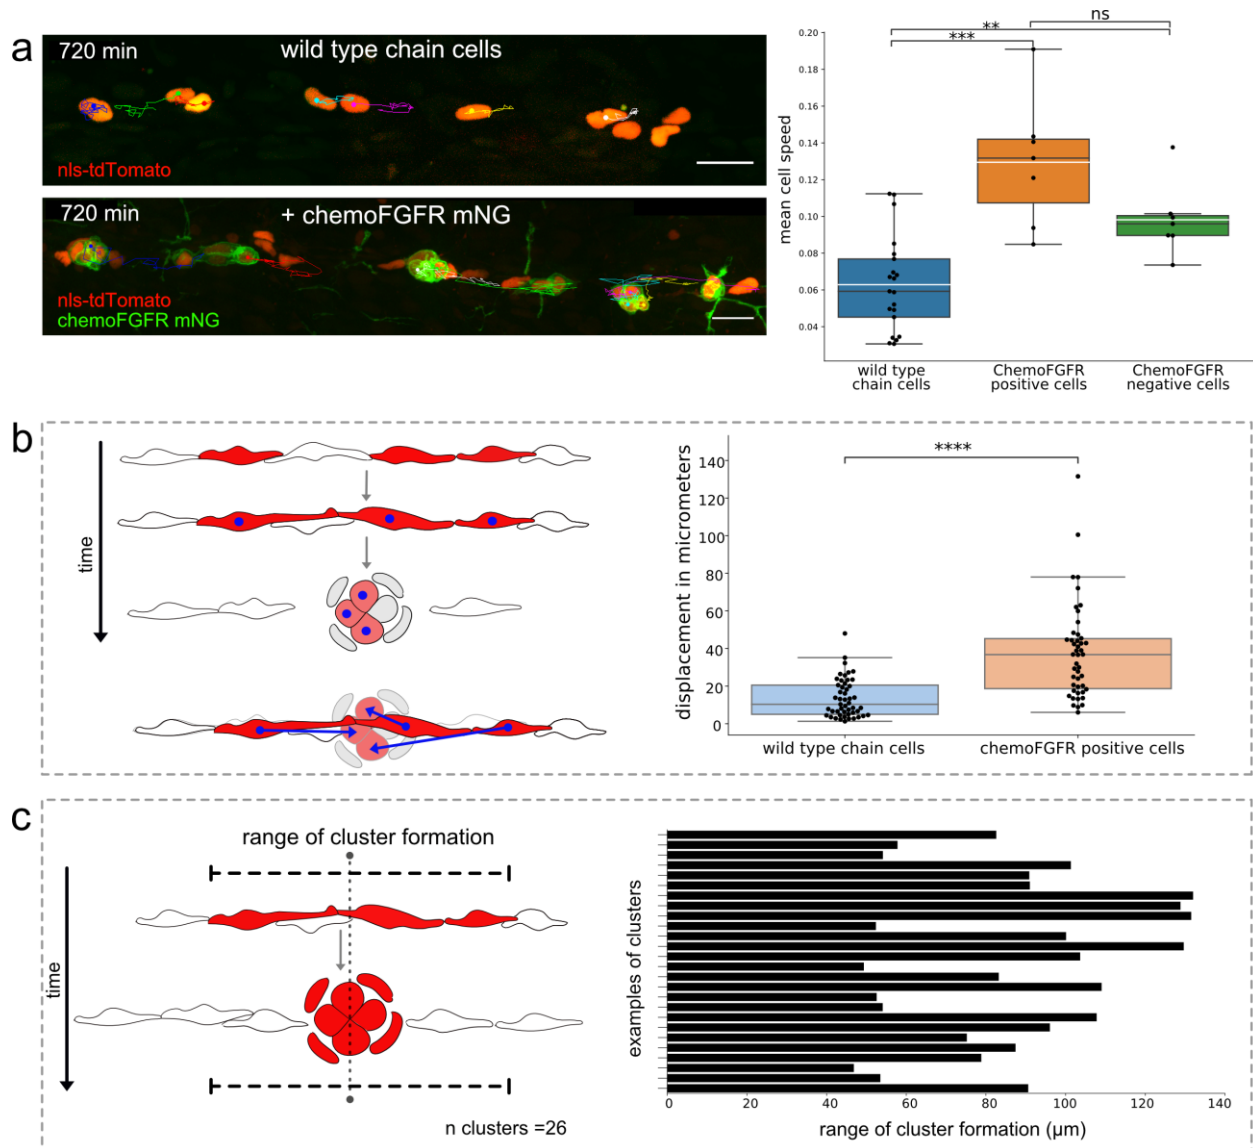 a
720 min
wild type chain cells
nls-tdTomato
720 min
+ chemoFGFR mNG
nls-tdTomato
chemoFGFR mNG
ns
**
***
mean cell speed
0.20
0.18
0.16
0.14
0.12
0.10
0.08
0.06
0.04
wild type
chain cells
ChemoFGFR
positive cells
ChemoFGFR
negative cells
b
time
****
displacement in micrometers
140
120
100
80
60
40
20
0
wild type chain cells
chemoFGFR positive cells
c
range of cluster formation
time
n clusters =26
examples of clusters
0
20
40
60
80
100
120
140
range of cluster formation (µm)